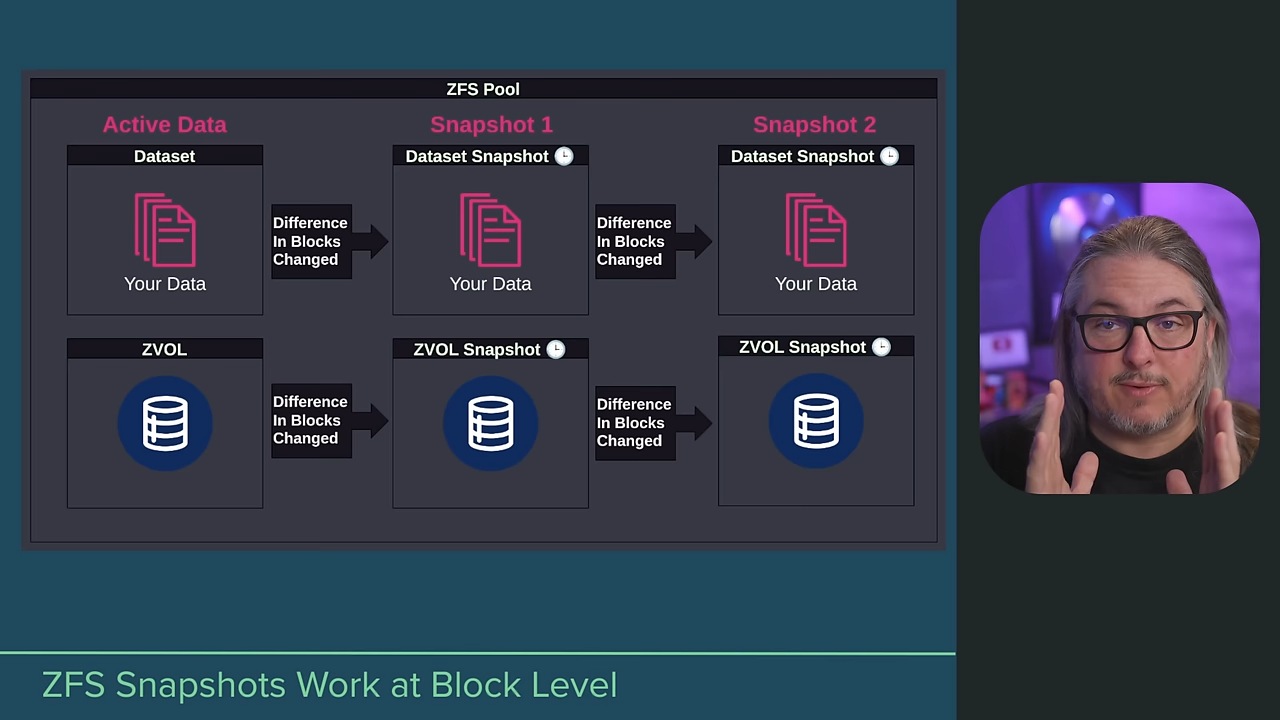 ZFS Pool
Active Data
Snapshot 1
Snapshot 2
Dataset
Dataset Snapshot
Dataset Snapshot
Difference
In Blocks
Changed
Difference
In Blocks
Changed
Your Data
Your Data
Your Data
ZVOL
ZVOL Snapshot
ZVOL Snapshot
Difference
In Blocks
Changed
Difference
In Blocks
Changed
ZFS Snapshots Work at Block Level